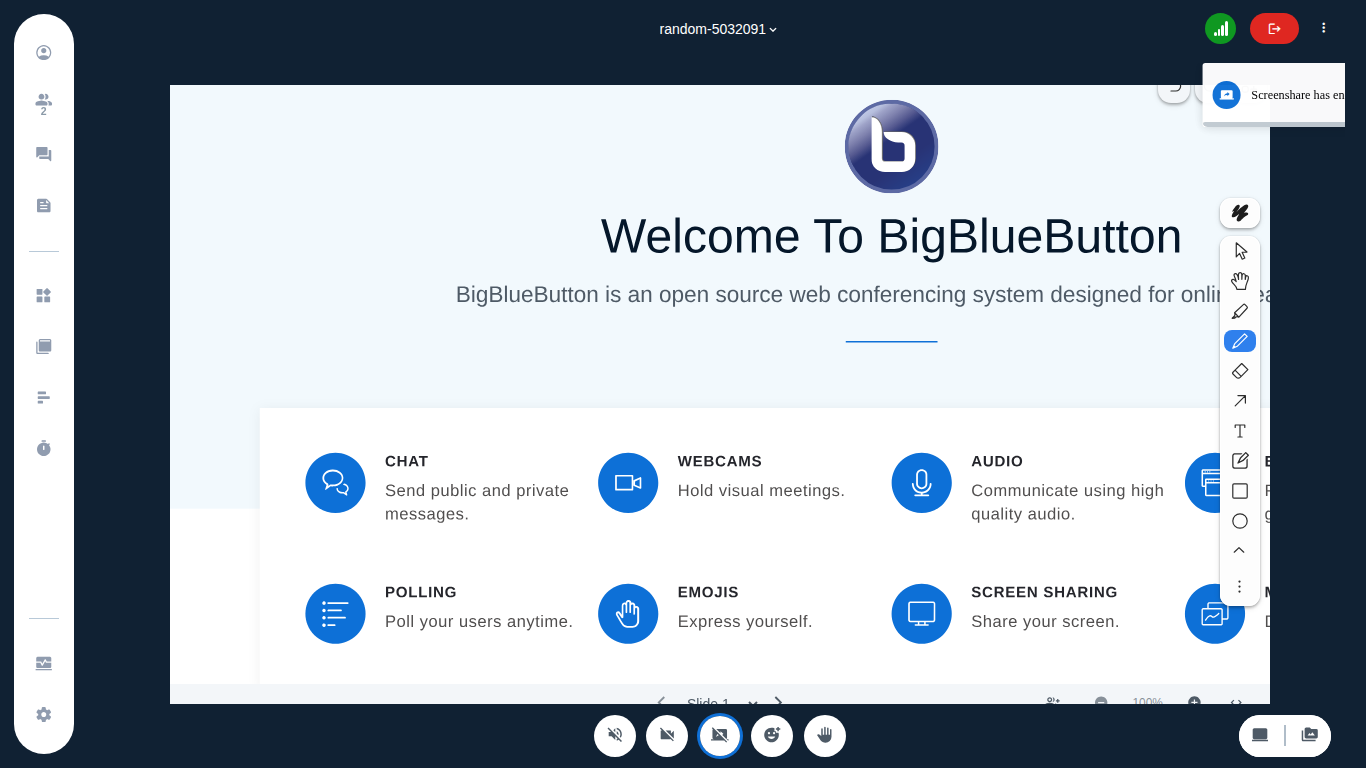 random-5032091
Screenshare has en
2
Welcome To BigBlueButton
BigBlueButton is an open source web conferencing system designed for onlin
CHAT
Send public and private
messages.
WEBCAMS
Hold visual meetings.
AUDIO
Communicate using high
quality audio.
POLLING
Poll your users anytime.
EMOJIS
Express yourself.
SCREEN SHARING
Share your screen.
Slide 1
100%